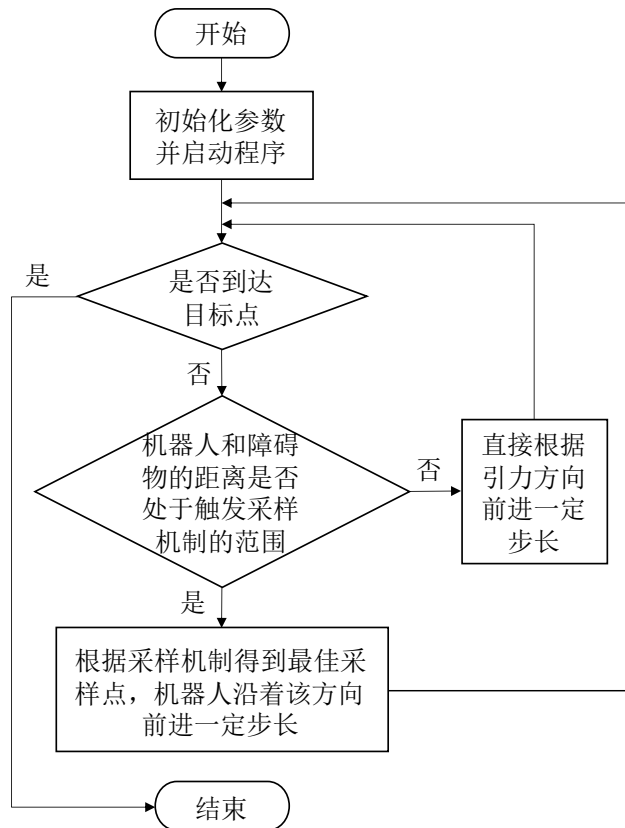 开始
初始化参数
并启动程序
是
是否到达
目标点
否
机器人和障碍
物的距离是否
处于触发采样
机制的范围
否
直接根据
引力方向
前进一定
步长
是
根据采样机制得到最佳采
样点，机器人沿着该方向
前进一定步长
结束